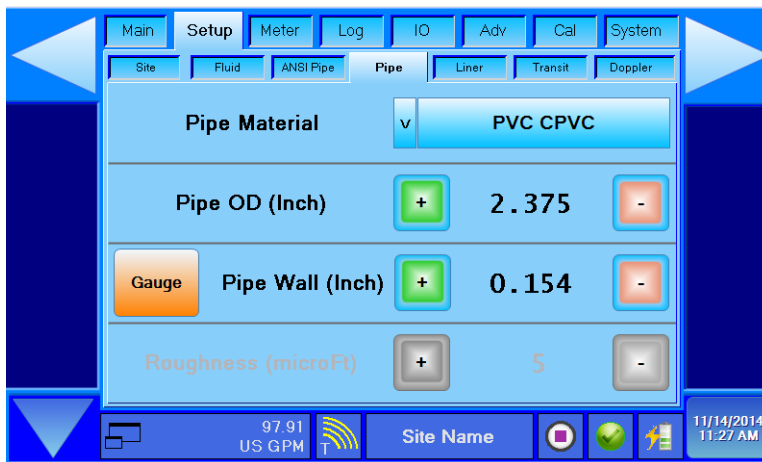 Main Setup Meter Log IO Adv Cal System
Site Fluid ANSI Pipe Pipe Liner Transit Doppler
Pipe Material v PVC CPVC
Pipe OD (Inch) + 2.375 -
Gauge Pipe Wall (Inch) + 0.154 -
Roughness (microFt) + 5 -
97.91
US GPM T Site Name
11/14/2014
11:27 AM